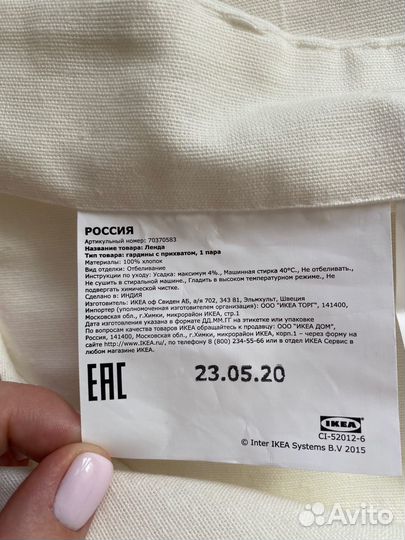 РОССИЯ
Артикульный номер: 70370583
Название товара: Ленда
Тип товара: гардины с прихватом, 1 пара
Материалы: 100% хлопок
Вид отделки: Отбеливание
Инструкции по уходу: Усадка: максимум 4%., Машинная стирка 40°C., Не отбеливать.,
Не сушить в стиральной машине., Гладить в высоком температурном режиме., Не
подвергать химической чистке.
Сделано в: ИНДИЯ
Изготовитель: ИКЕА оф Свиден АБ, а/я 702, 343 81, Эльмхульт, Швеция
Импортер (уполномоченная изготовителем организация): ООО "ИКЕА ТОРГ", 141400,
Московская обл., г.Химки, микрорайон ИКЕА, стр.1
Дата изготовления указана в формате ДД.ММ.ГГ на этикетке или упаковке
По вопросам качества товаров ИКЕА обращайтесь к продавцу: ООО "ИКЕА ДОМ",
Россия, 141400, Московская обл., г.Химки, микрорайон ИКЕА, корп.1 – через форму на
сайте http://www.IKEA.ru/, по телефону 8 (800) 234-55-66 или в отдел ИКЕА Сервис в
любом магазине ИКЕА.
EAC
23.05.20
IKEA
CI-52012-6
© Inter IKEA Systems B.V 2015
Avito